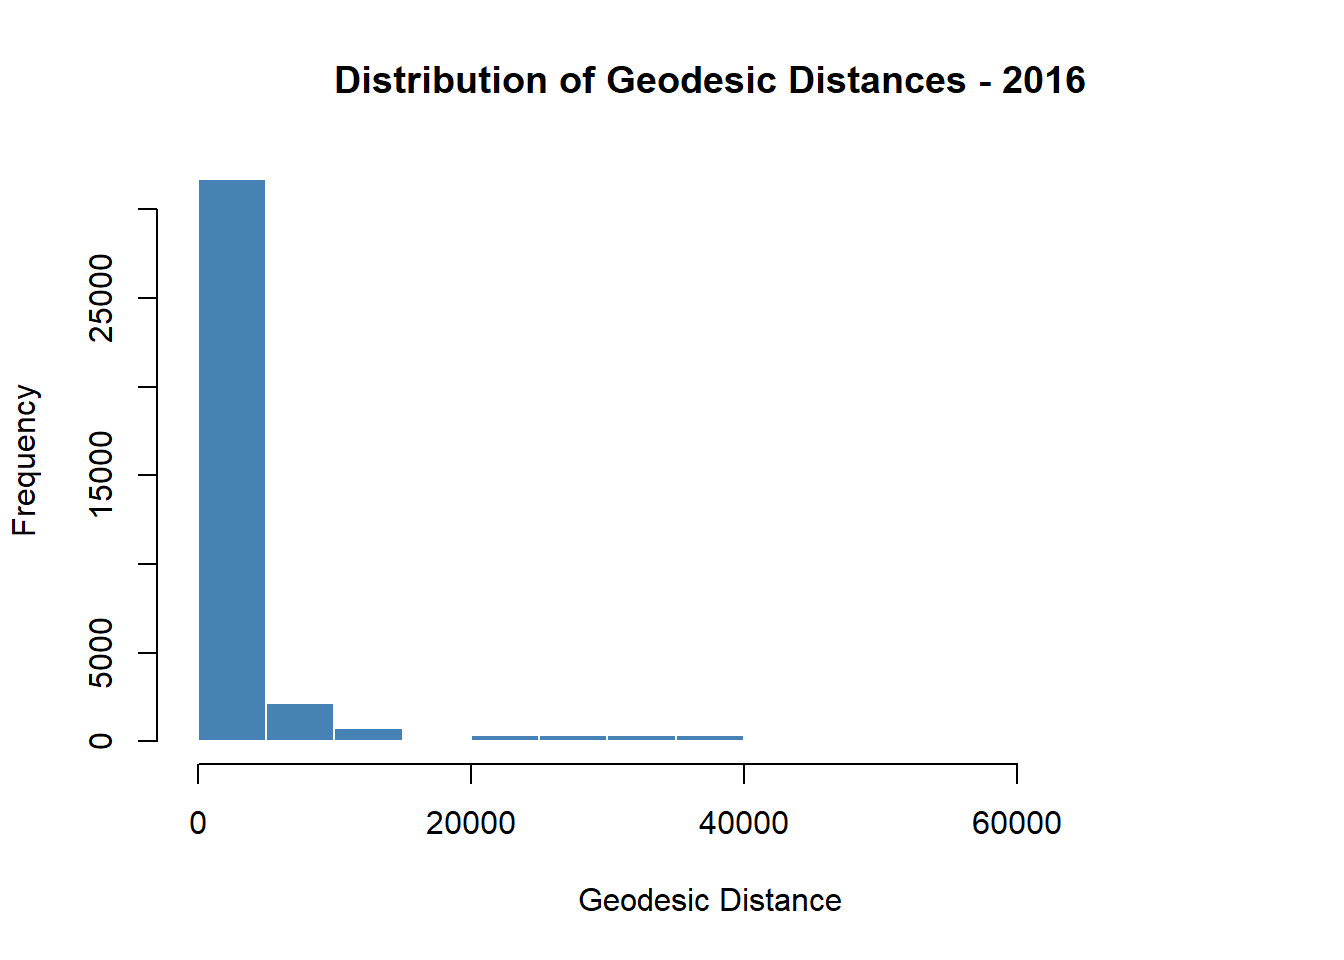 Distribution of Geodesic Distances - 2016
Frequency
25000
15000
5000
0
0 20000 40000 60000
Geodesic Distance